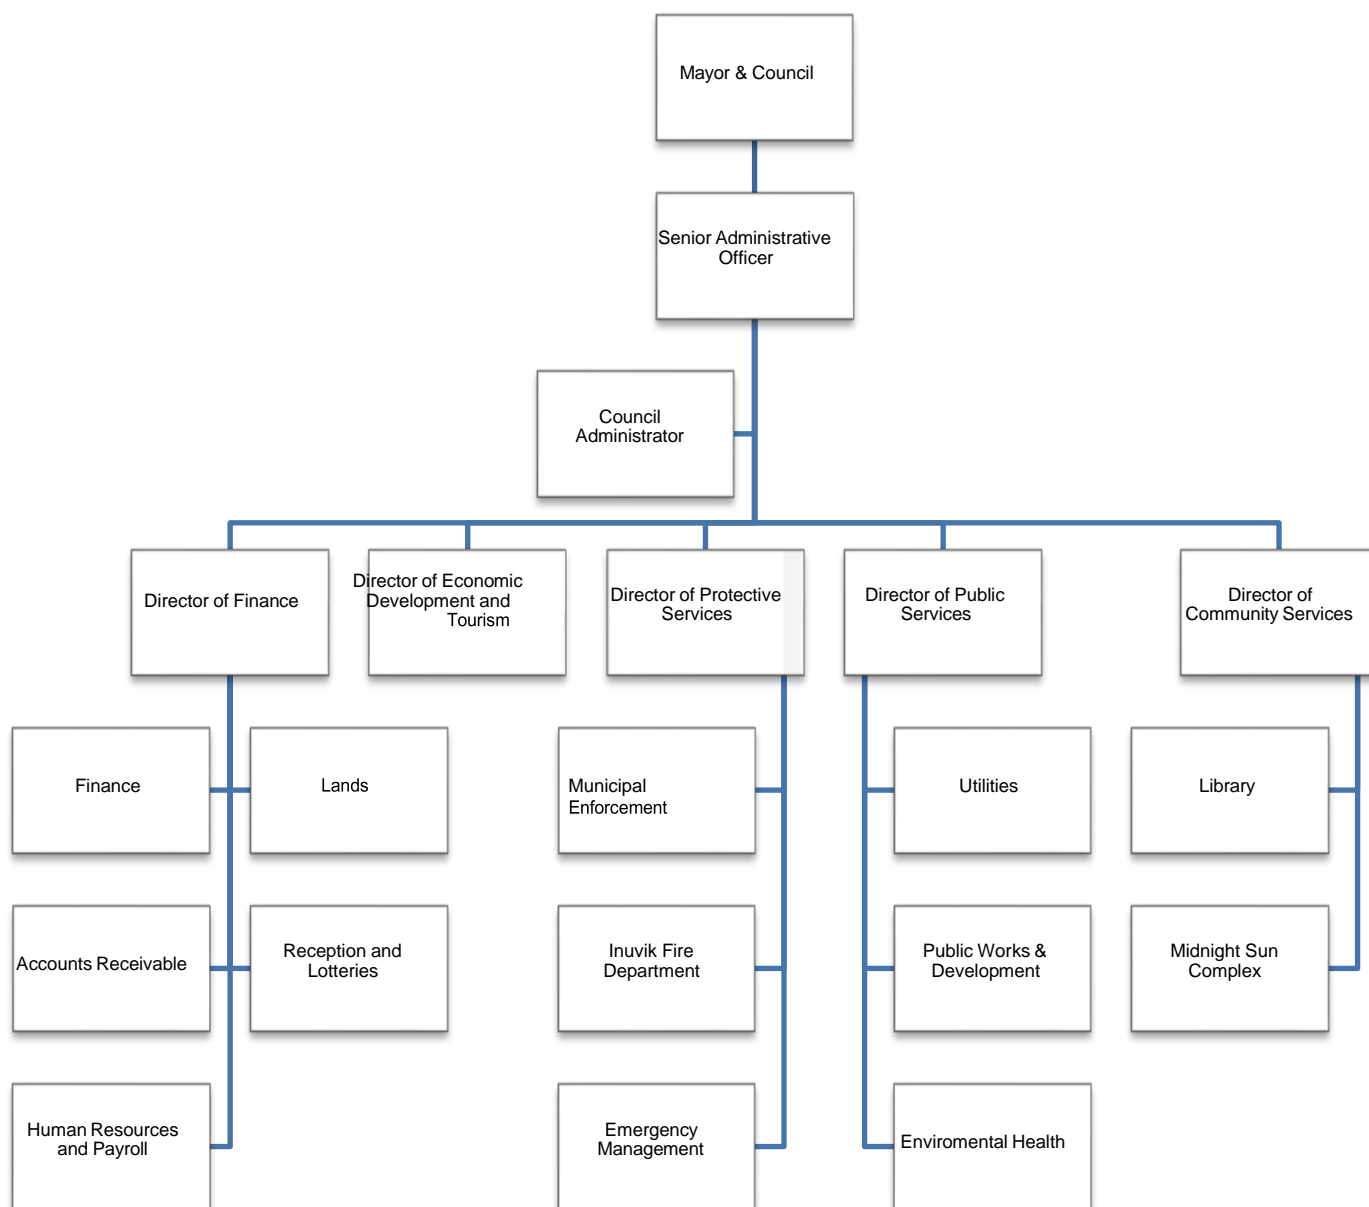 Mayor & Council
Senior Administrative
Officer
Council
Administrator
Director of Finance
Director of Economic
Development and
Tourism
Director of Protective
Services
Director of Public
Services
Director of
Community Services
Finance
Lands
Municipal
Enforcement
Utilities
Library
Accounts Receivable
Reception and
Lotteries
Inuvik Fire
Department
Public Works &
Development
Midnight Sun
Complex
Human Resources
and Payroll
Emergency
Management
Enviromental Health